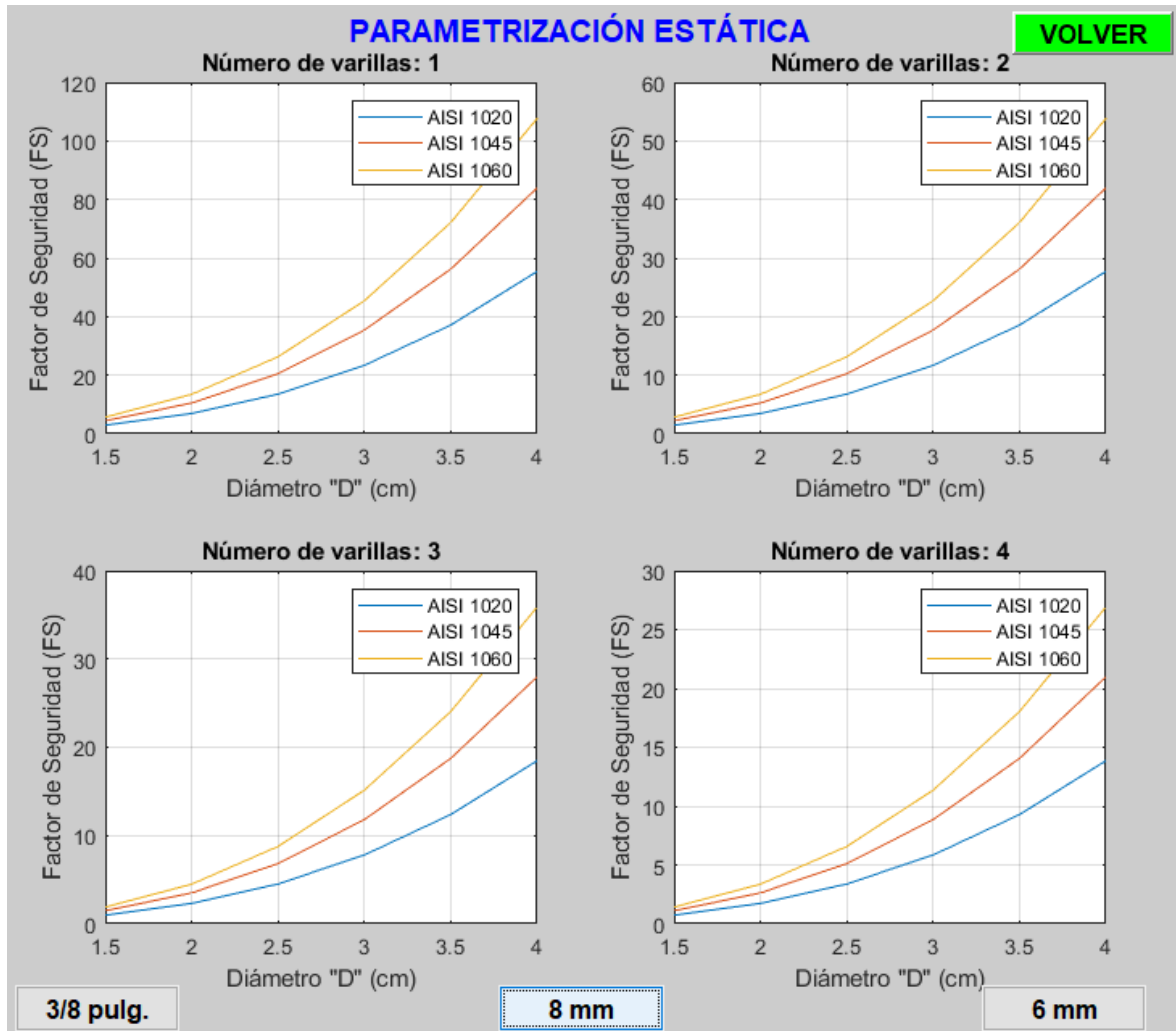 PARAMETRIZACIÓN ESTÁTICA
VOLVER
Número de varillas: 1
120
100
80
60
40
20
0
Factor de Seguridad (FS)
AISI 1020
AISI 1045
AISI 1060
1.5 2 2.5 3 3.5 4
Diámetro "D" (cm)
Número de varillas: 2
60
50
40
30
20
10
0
Factor de Seguridad (FS)
AISI 1020
AISI 1045
AISI 1060
1.5 2 2.5 3 3.5 4
Diámetro "D" (cm)
Número de varillas: 3
40
30
20
10
0
Factor de Seguridad (FS)
AISI 1020
AISI 1045
AISI 1060
1.5 2 2.5 3 3.5 4
Diámetro "D" (cm)
Número de varillas: 4
30
25
20
15
10
5
0
Factor de Seguridad (FS)
AISI 1020
AISI 1045
AISI 1060
1.5 2 2.5 3 3.5 4
Diámetro "D" (cm)
3/8 pulg.
8 mm
6 mm